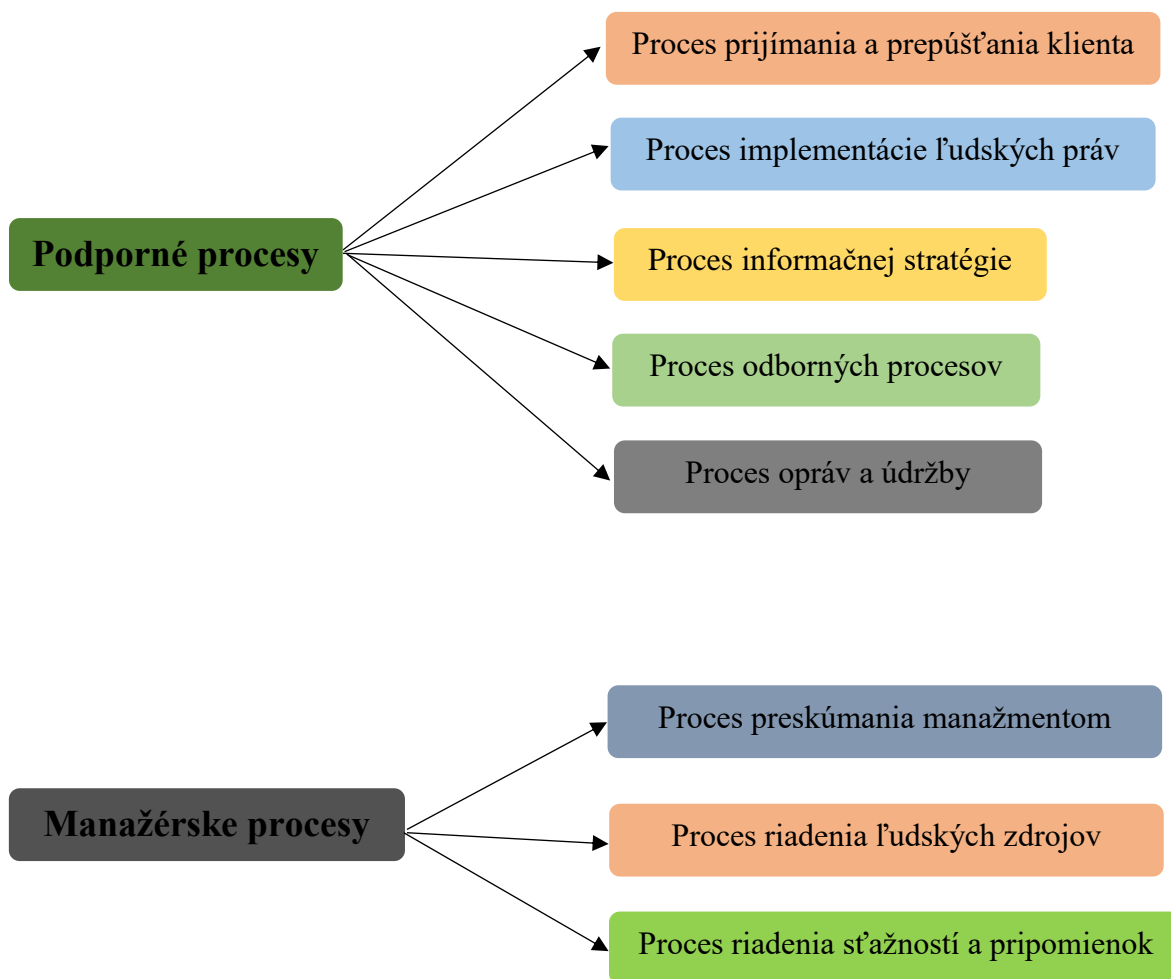 Proces prijímania a prepúšťania klienta
Proces implementácie ľudských práv
Podporné procesy
Proces informačnej stratégie
Proces odborných procesov
Proces opráv a údržby
Proces preskúmania manažmentom
Manažérske procesy
Proces riadenia ľudských zdrojov
Proces riadenia sťažností a pripomienok